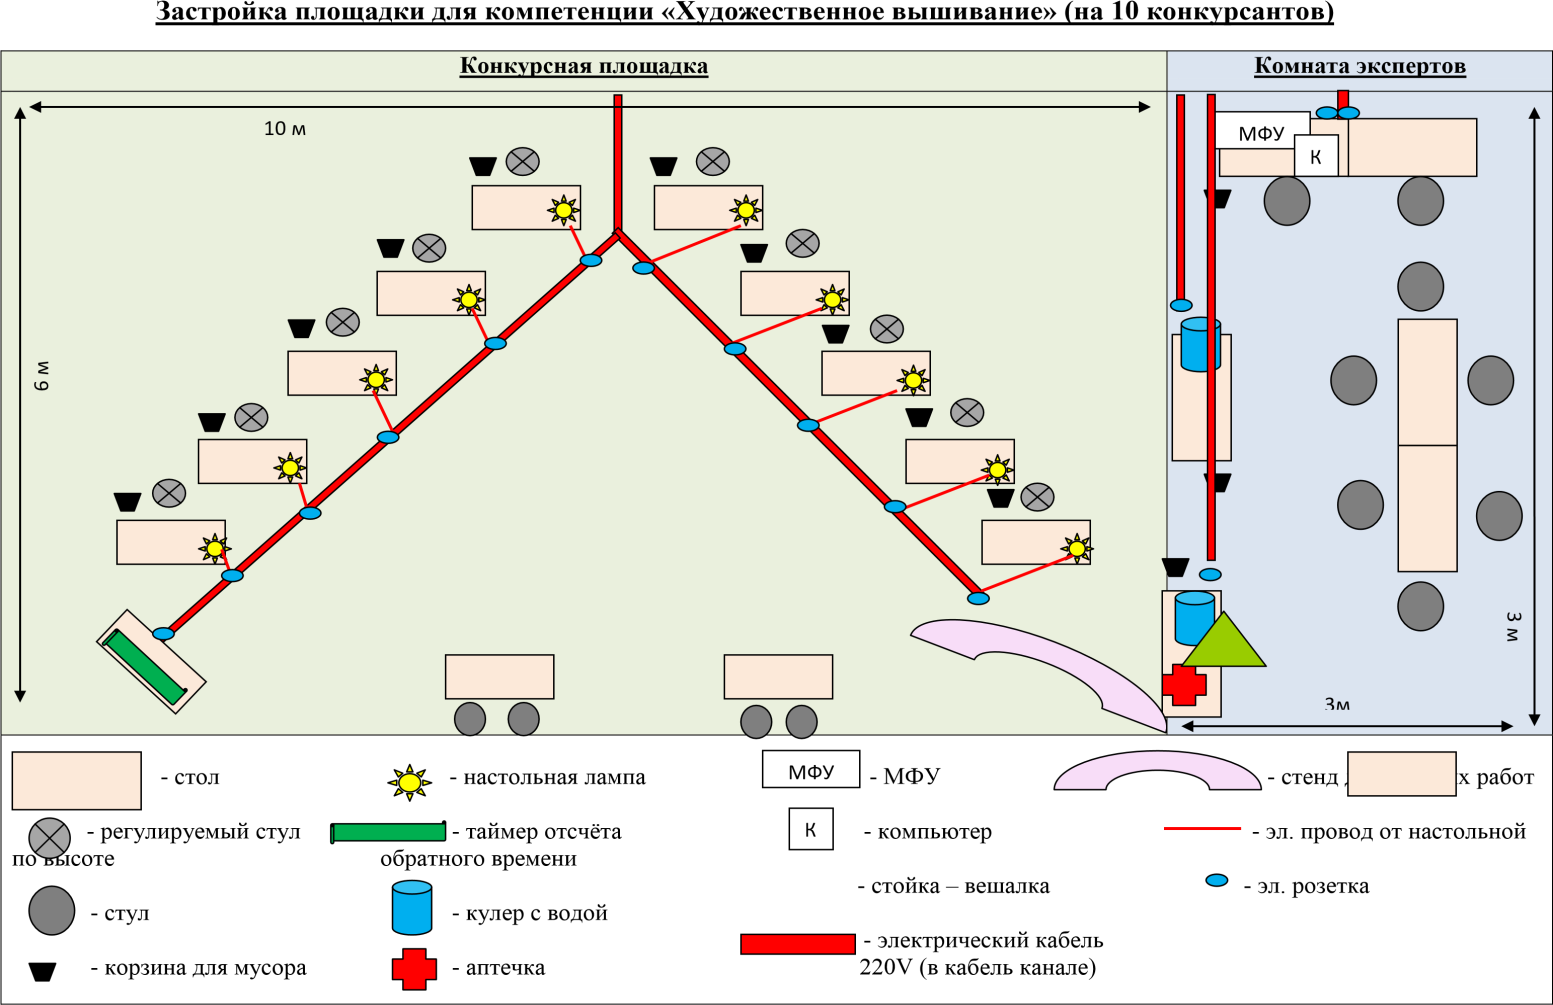 Застройка площадки для компетенции «Художественное вышивание» (на 10 конкурсантов)
Конкурсная площадка
Комната экспертов
10 м
6 м
МФУ
К
3 м
3м
- стол
- настольная лампа
МФУ
- МФУ
- стенд
х работ
- регулируемый стул
по высоте
- таймер отсчёта
обратного времени
К
- компьютер
- эл. провод от настольной
- стул
- кулер с водой
- стойка – вешалка
- эл. розетка
- корзина для мусора
- аптечка
- электрический кабель
220V (в кабель канале)